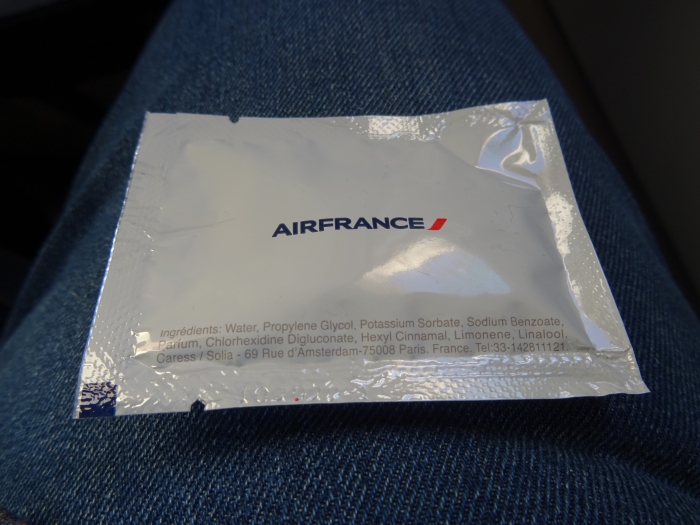 AIRFRANCE
Ingrédients: Water, Propylene Glycol, Potassium Sorbate, Sodium Benzoate,
Parfum, Chlorhexidine Digluconate, Hexyl Cinnamal, Limonene, Linalool.
Caress / Solia - 69 Rue d'Amsterdam-75008 Paris. France. Tel:33-142811121